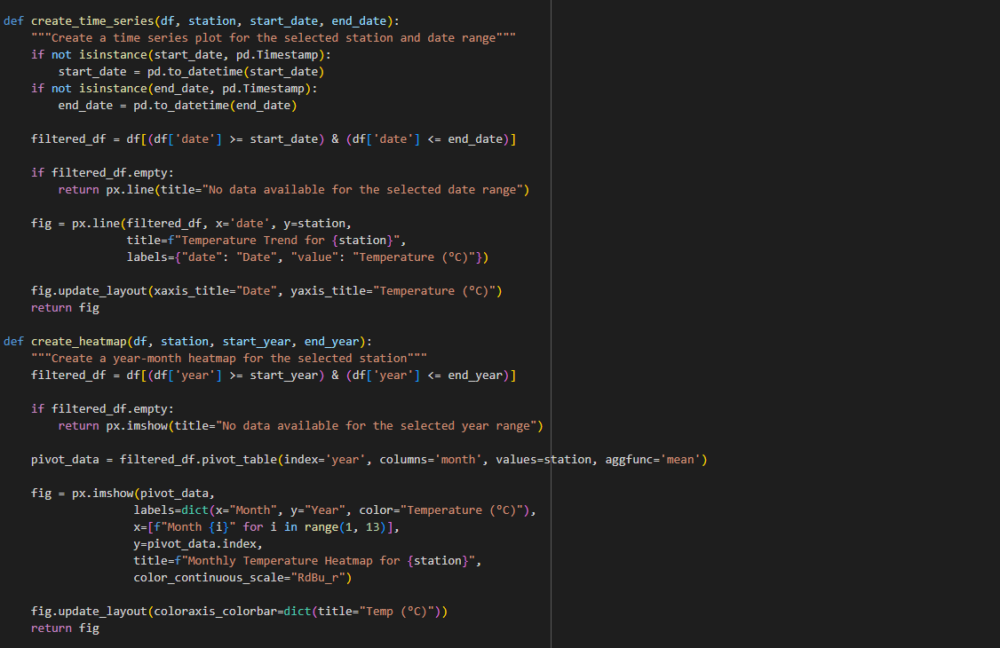 def create_time_series(df, station, start_date, end_date):
    """Create a time series plot for the selected station and date range"""
    if not isinstance(start_date, pd.Timestamp):
        start_date = pd.to_datetime(start_date)
    if not isinstance(end_date, pd.Timestamp):
        end_date = pd.to_datetime(end_date)

    filtered_df = df[(df['date'] >= start_date) & (df['date'] <= end_date)]

    if filtered_df.empty:
        return px.line(title="No data available for the selected date range")

    fig = px.line(filtered_df, x='date', y=station,
                  title=f"Temperature Trend for {station}",
                  labels={"date": "Date", "value": "Temperature (°C)"})

    fig.update_layout(xaxis_title="Date", yaxis_title="Temperature (°C)")
    return fig

def create_heatmap(df, station, start_year, end_year):
    """Create a year-month heatmap for the selected station"""
    filtered_df = df[(df['year'] >= start_year) & (df['year'] <= end_year)]

    if filtered_df.empty:
        return px.imshow(title="No data available for the selected year range")

    pivot_data = filtered_df.pivot_table(index='year', columns='month', values=station, aggfunc='mean')

    fig = px.imshow(pivot_data,
                   labels=dict(x="Month", y="Year", color="Temperature (°C)"),
                   x=[f"Month {i}" for i in range(1, 13)],
                   y=pivot_data.index,
                   title=f"Monthly Temperature Heatmap for {station}",
                   color_continuous_scale="RdBu_r")

    fig.update_layout(coloraxis_colorbar=dict(title="Temp (°C)"))
    return fig